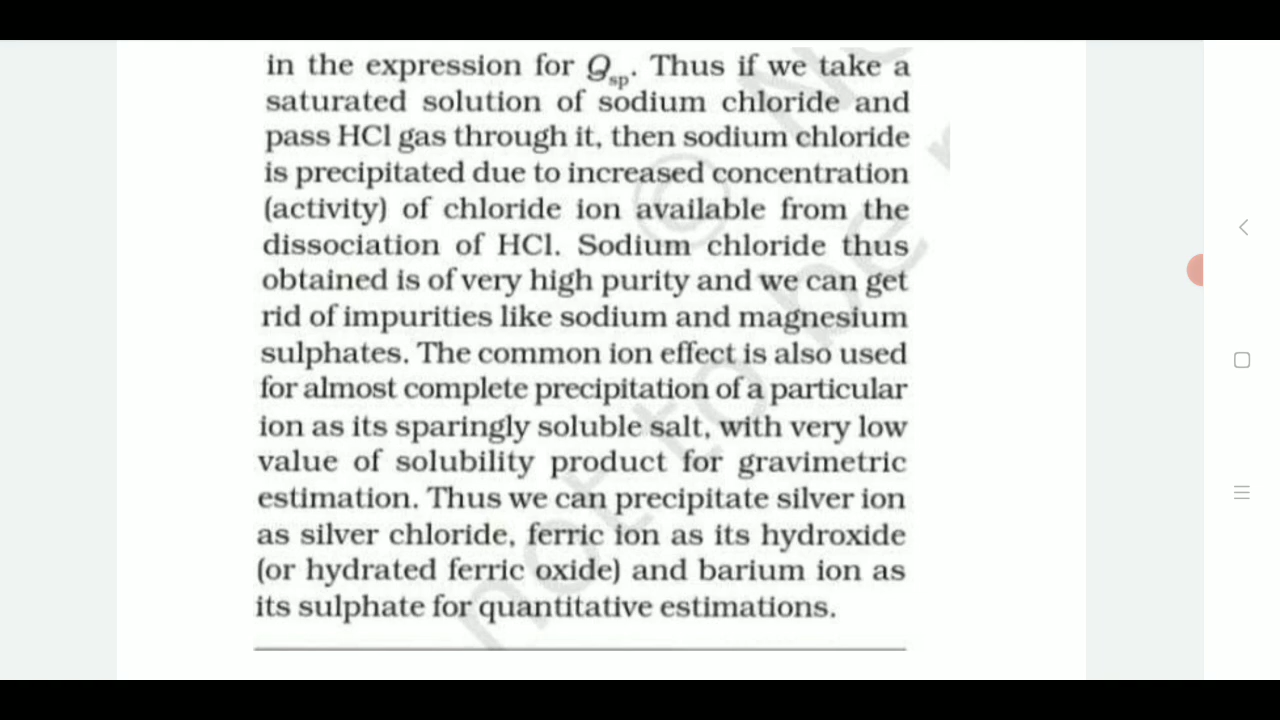 in the expression for Qsp. Thus if we take a
saturated solution of sodium chloride and
pass HCl gas through it, then sodium chloride
is precipitated due to increased concentration
(activity) of chloride ion available from the
dissociation of HCl. Sodium chloride thus
obtained is of very high purity and we can get
rid of impurities like sodium and magnesium
sulphates. The common ion effect is also used
for almost complete precipitation of a particular
ion as its sparingly soluble salt, with very low
value of solubility product for gravimetric
estimation. Thus we can precipitate silver ion
as silver chloride, ferric ion as its hydroxide
(or hydrated ferric oxide) and barium ion as
its sulphate for quantitative estimations.
©
not to be